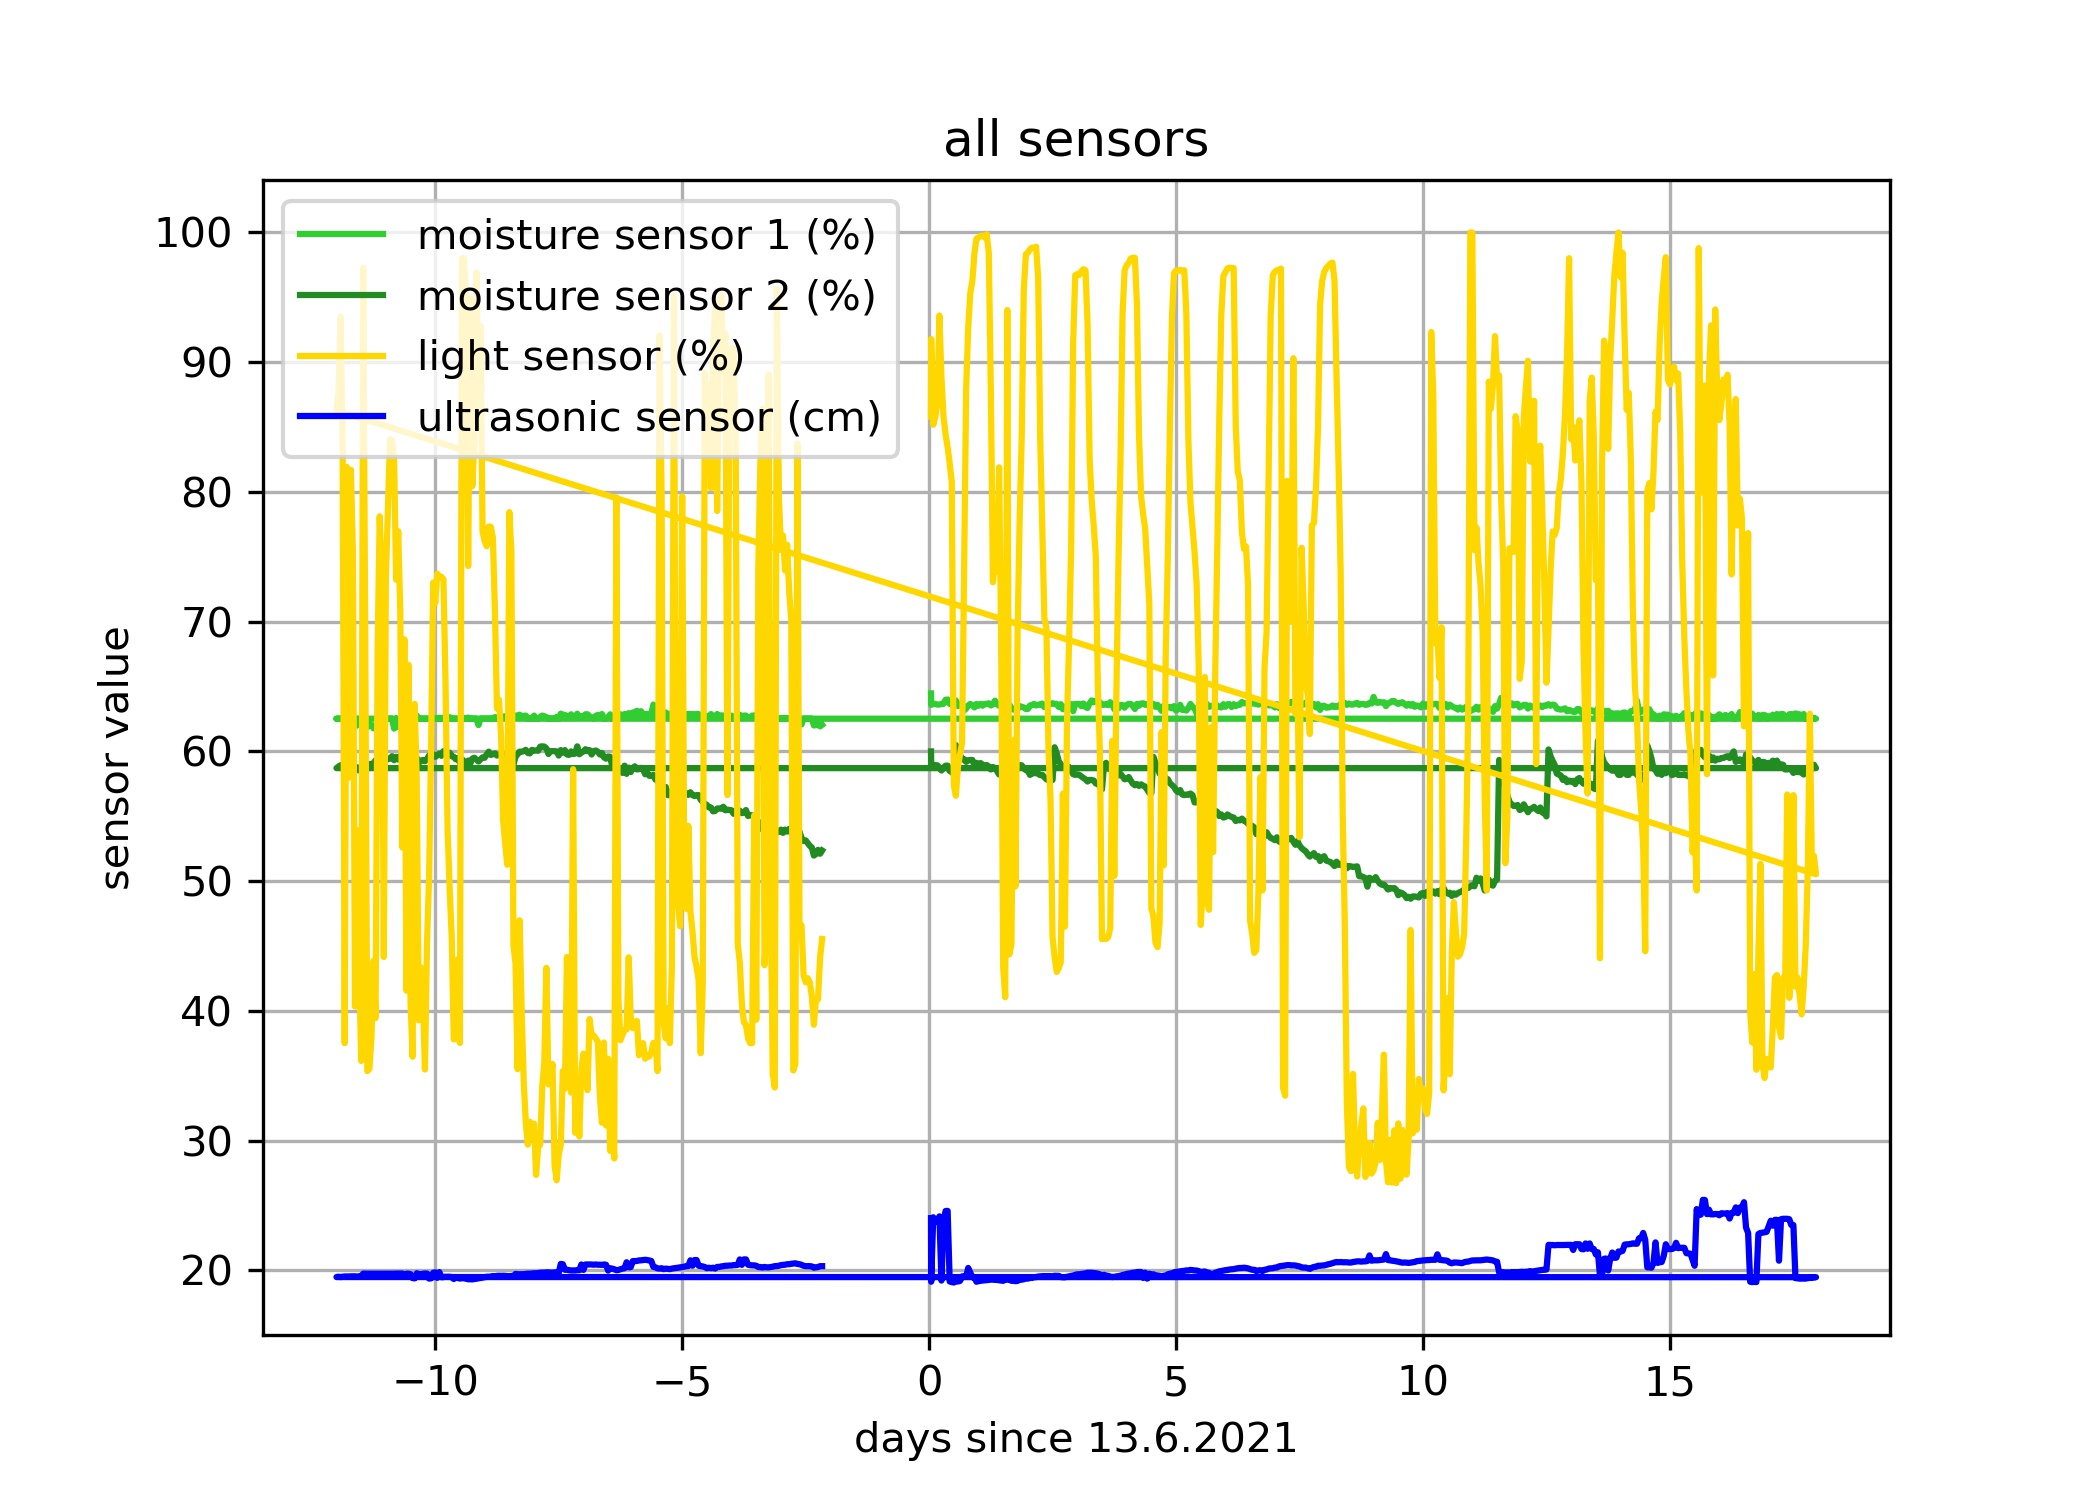 all sensors
moisture sensor 1 (%)
moisture sensor 2 (%)
light sensor (%)
ultrasonic sensor (cm)
100
90
80
70
60
50
40
30
20
sensor value
−10 −5 0 5 10 15
days since 13.6.2021